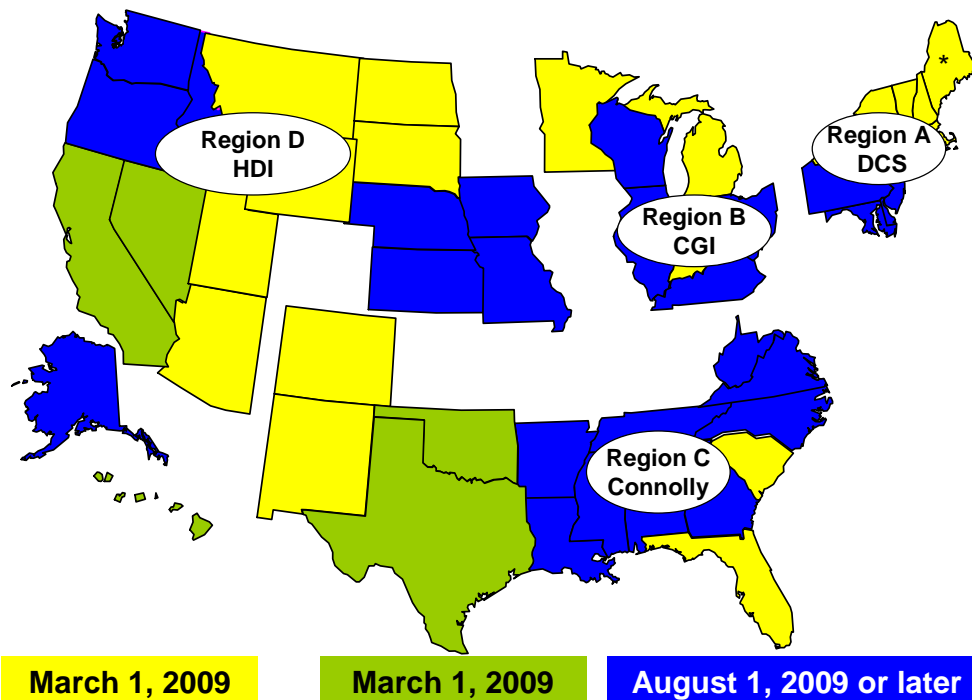 Region D
HDI
Region A
DCS
*
Region B
CGI
Region C
Connolly
March 1, 2009
March 1, 2009
August 1, 2009 or later